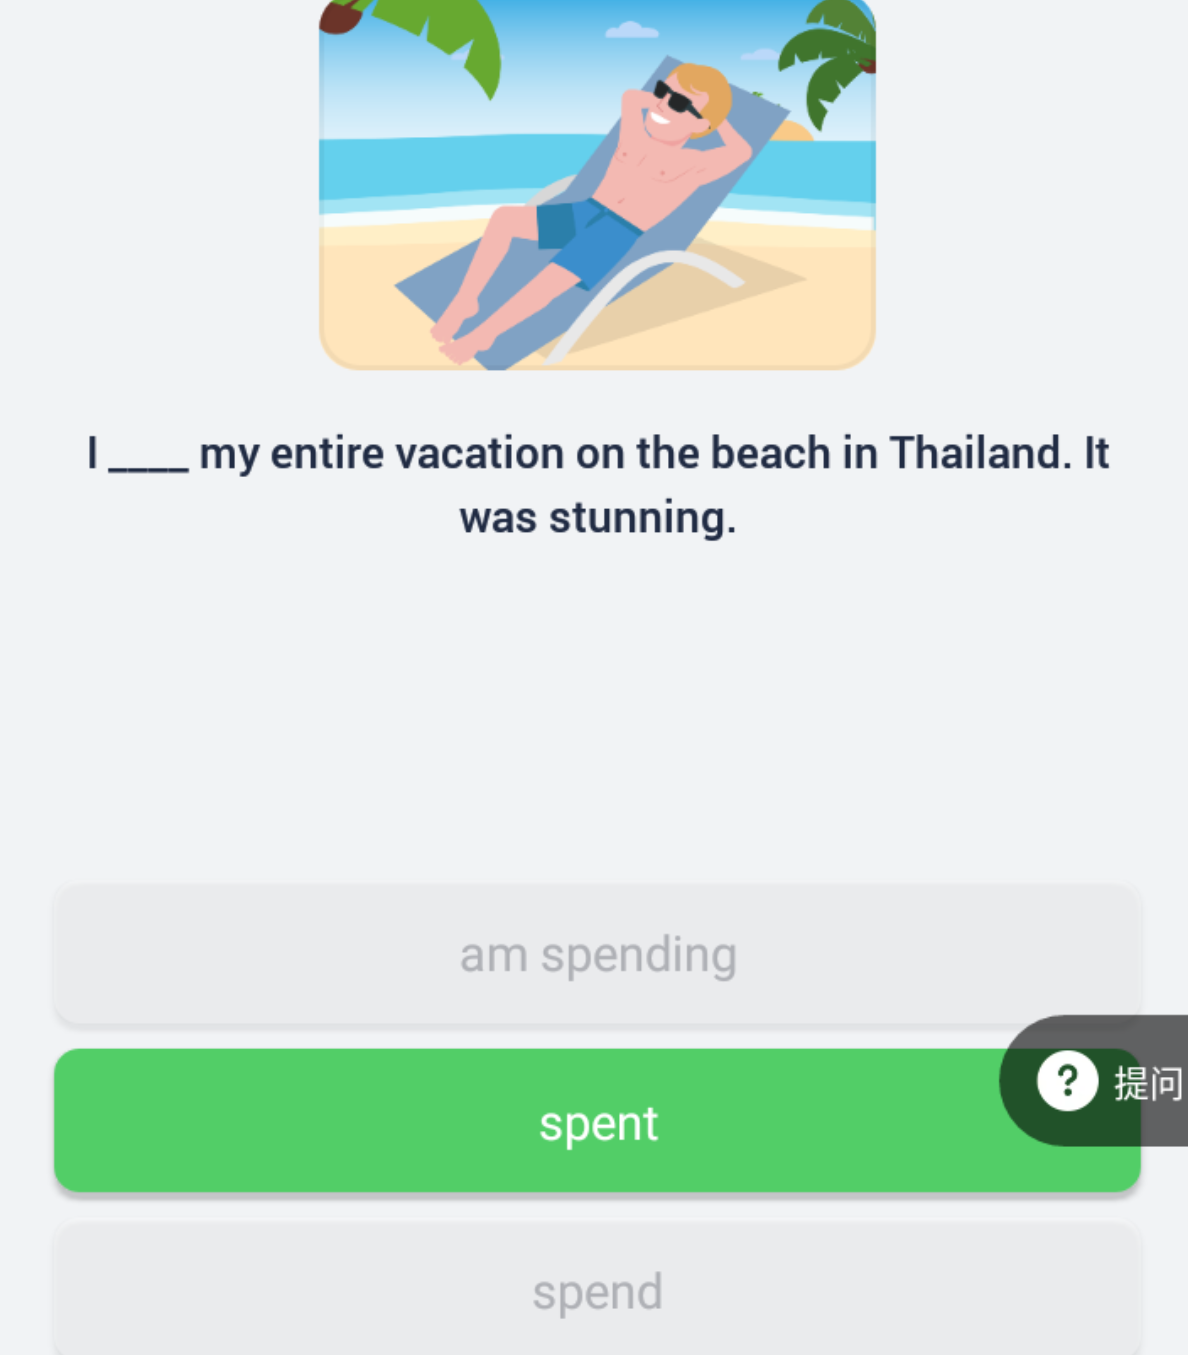 I ____ my entire vacation on the beach in Thailand. It
was stunning.
am spending
spent
? 提问
spend